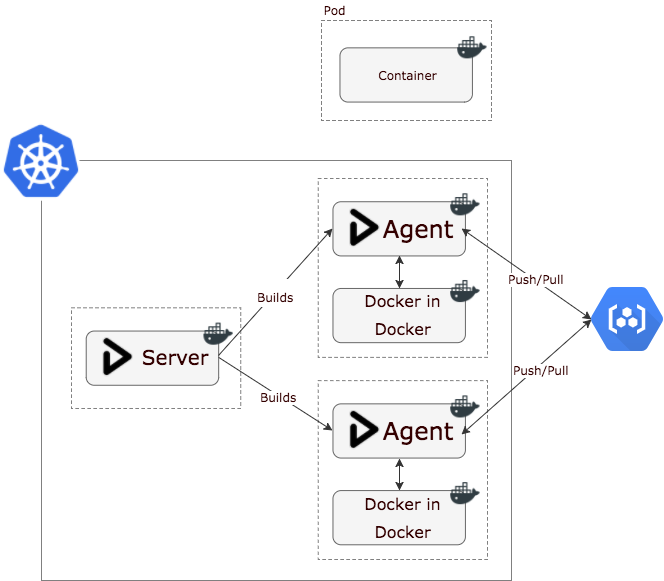 Pod
Container
Agent
Builds
Docker in
Docker
Push/Pull
Server
Builds
Push/Pull
Agent
Docker in
Docker